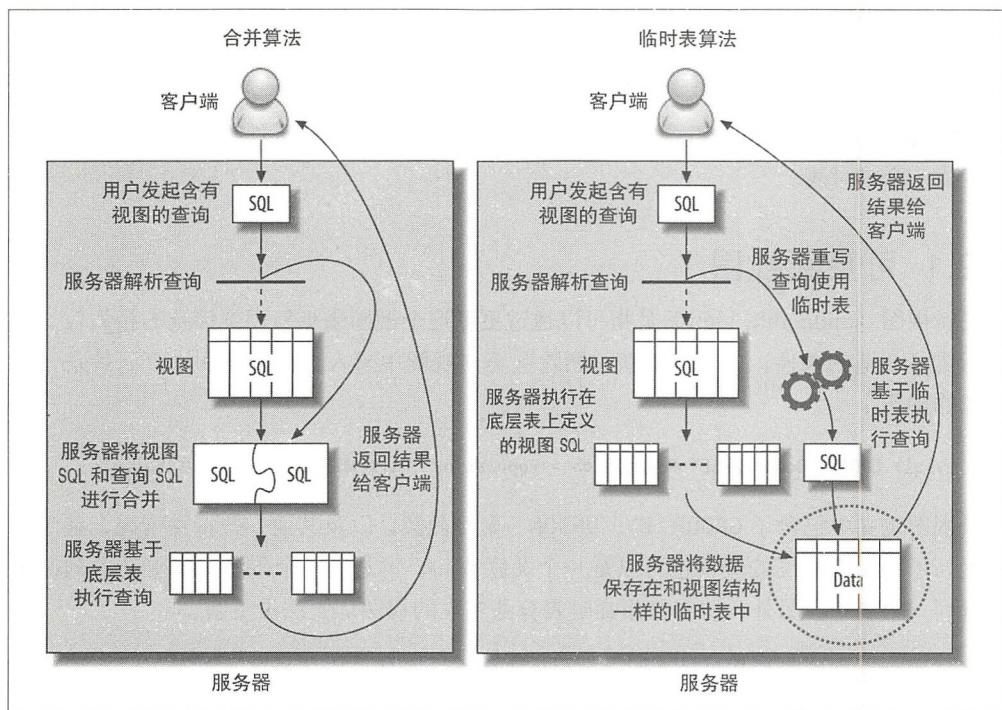 合并算法
客户端
用户发起含有
视图的查询
SQL
服务器解析查询
视图
SQL
服务器将视图
SQL 和查询 SQL
进行合并
SQL
SQL
服务器
返回结果
给客户端
服务器基于
底层表
执行查询
服务器
临时表算法
客户端
用户发起含有
视图的查询
SQL
服务器返回
结果给
客户端
服务器解析查询
服务器重写
查询使用
临时表
视图
SQL
服务器
基于临
时表执
行查询
服务器执行在
底层表上定义
的视图 SQL
SQL
服务器将数据
保存在和视图结构
一样的临时表中
Data
服务器